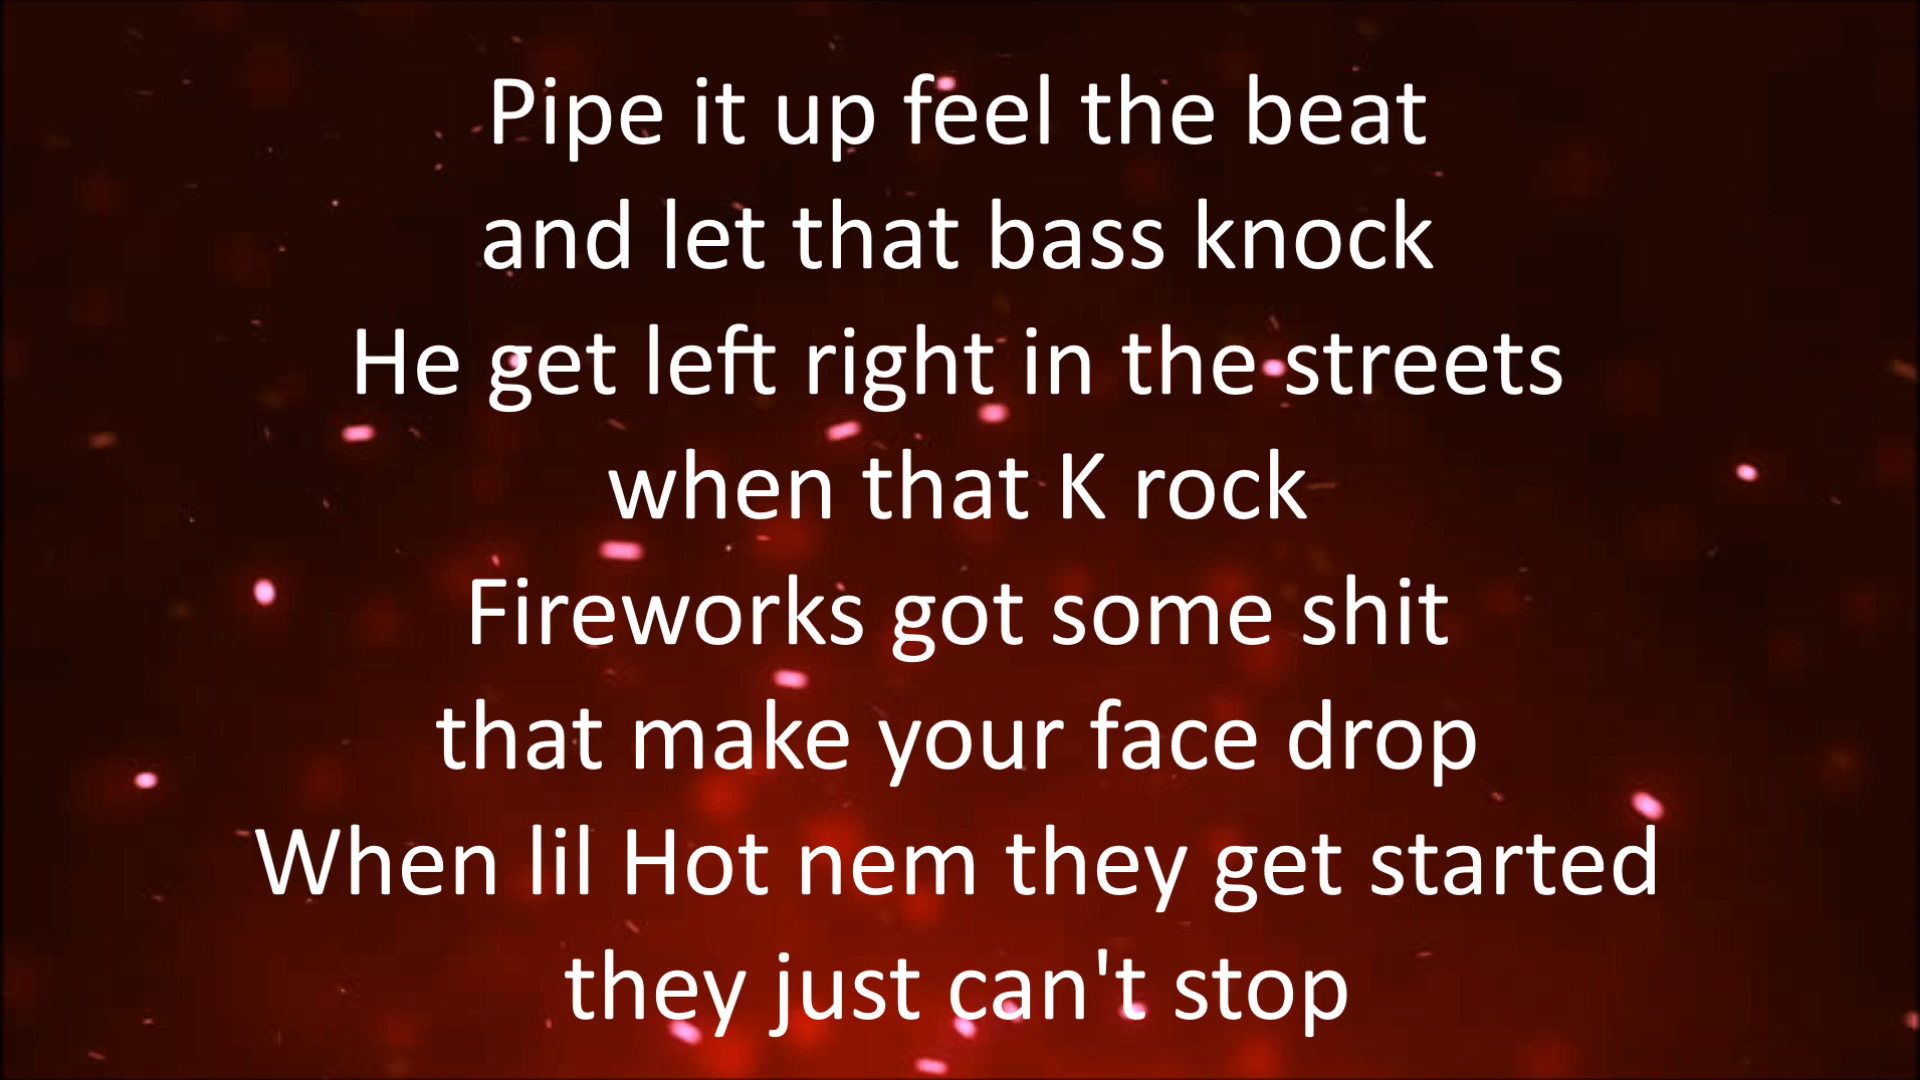 Pipe it up feel the beat
and let that bass knock
He get left right in the streets
when that K rock
Fireworks got some shit
that make your face drop
When lil Hot nem they get started
they just can't stop